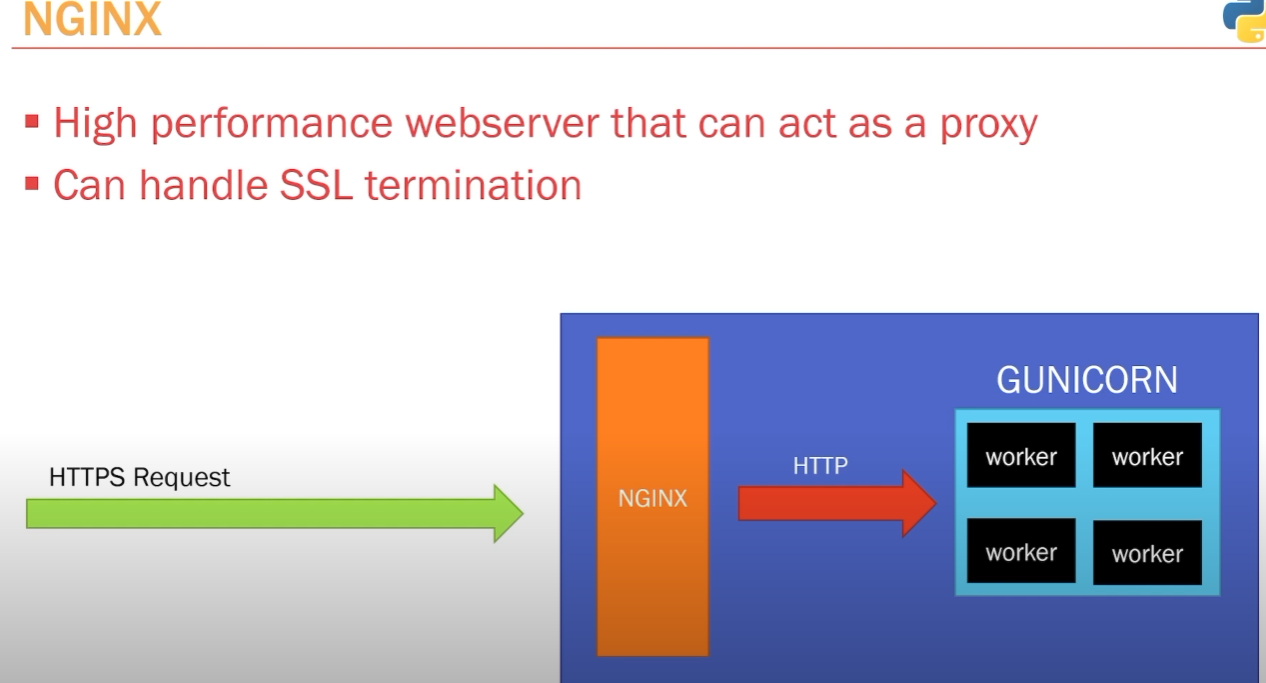 NGINX
▪ High performance webserver that can act as a proxy
▪ Can handle SSL termination
GUNICORN
HTTPS Request
HTTP
NGINX
worker
worker
worker
worker